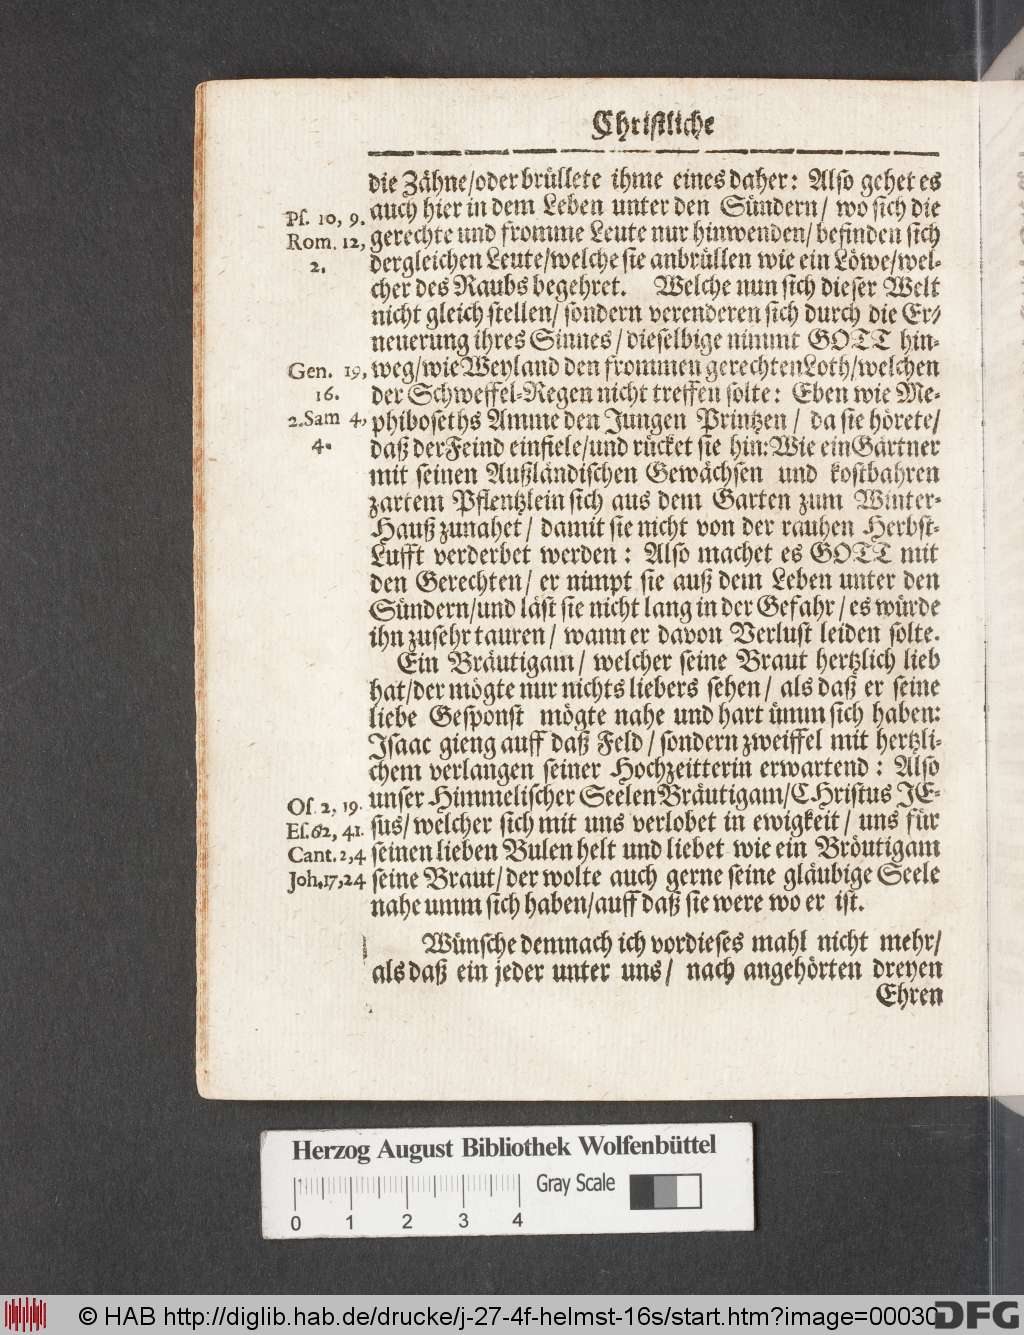 Christliche
die Zähne/oder brüllete ihme eines daher: Also gehet es
auch hier in dem Leben unter den Sündern/ wo sich die
Ps. 10, 9.
gerechte und fromme Leute nur hinwenden/ befinden sich
Rom. 12,
2.
dergleichen Leute/welche sie anbrüllen wie ein Löwe/wel-
cher des Raubs begehret. Welche nun sich dieser Welt
nicht gleich stellen/ sondern verenderen sich durch die Er-
neuerung ihres Sinnes/ dieselbige nimmt GOTT hin-
weg/wie Weyland den frommen gerechten Loth/welchen
Gen. 19,
16.
der Schweffel-Regen nicht treffen solte: Eben wie Me-
phiboseths Amme den Jungen Printzen/ da sie hörete/
2. Sam 4,
4.
daß der Feind einfiele/und rücket sie hin: Wie ein Gärtner
mit seinen Außländischen Gewächsen und kostbahren
zartem Pflentzlein sich aus dem Garten zum Winter-
Hauß zunahet/ damit sie nicht von der rauhen Herbst-
Lufft verderbet werden: Also machet es GOTT mit
den Gerechten/ er nimpt sie auß dem Leben unter den
Sündern/und läst sie nicht lang in der Gefahr/ es würde
ihn zusehr tauren/ wann er davon Verlust leiden solte.
Ein Bräutigam/ welcher seine Braut hertzlich lieb
hat/der mögte nur nichts liebers sehen/ als daß er seine
liebe Gesponst mögte nahe und hart ümm sich haben:
Isaac gieng auff daß Feld/ sondern zweiffel mit hertzli-
chem verlangen seiner Hochzeitterin erwartend: Also
unser Himmelischer Seelen Bräutigam/CHristus JE-
Os. 2, 19.
sus/ welcher sich mit uns verlobet in ewigkeit/ uns für
Es. 62, 41.
seinen lieben Bulen helt und liebet wie ein Bröutigam
Cant. 2,4
seine Braut/ der wolte auch gerne seine gläubige Seele
Joh. 17,24
nahe umm sich haben/auff daß sie were wo er ist.
Wünsche demnach ich vor dieses mahl nicht mehr/
als daß ein jeder unter uns/ nach angehörten dreyen
Ehren
Herzog August Bibliothek Wolfenbüttel
Gray Scale
0 1 2 3 4
© HAB http://diglib.hab.de/drucke/j-27-4f-helmst-16s/start.htm?image=00030
DFG